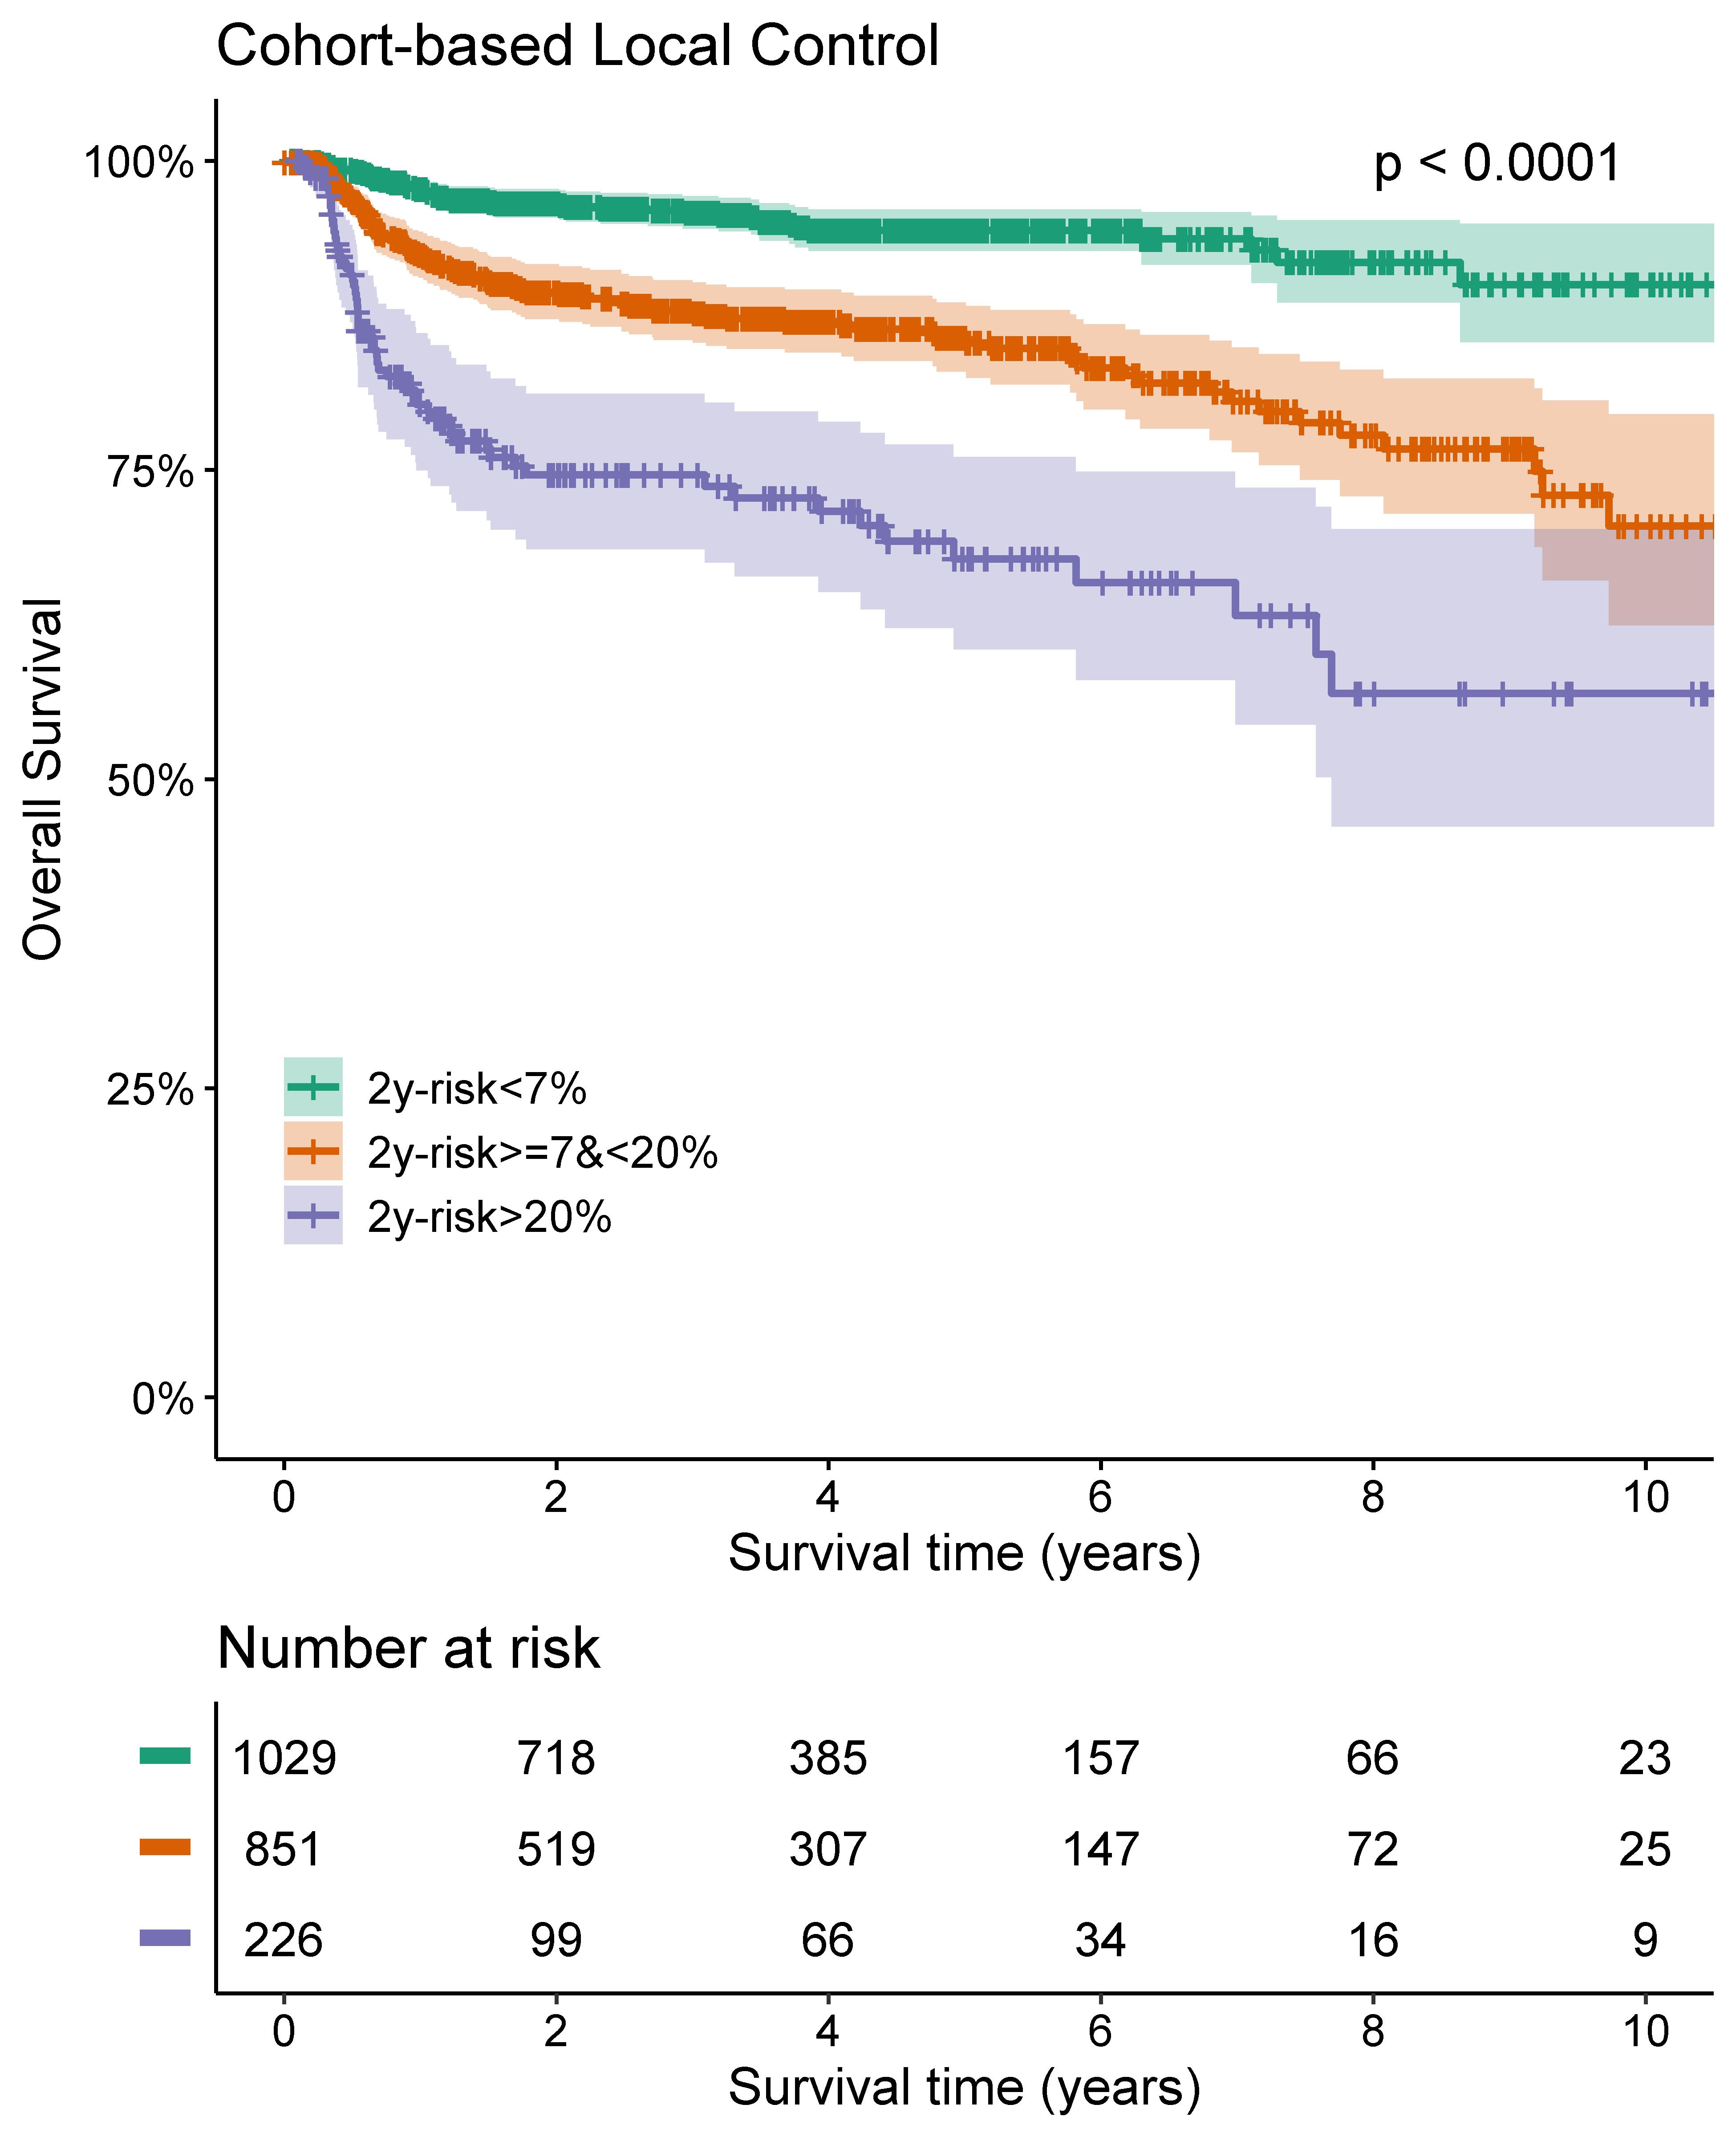 Cohort-based Local Control
Overall Survival
100%
75%
50%
25%
0%
p < 0.0001
2y-risk<7%
2y-risk>=7&<20%
2y-risk>20%
0 2 4 6 8 10
Survival time (years)
Number at risk
1029 718 385 157 66 23
851 519 307 147 72 25
226 99 66 34 16 9
0 2 4 6 8 10
Survival time (years)